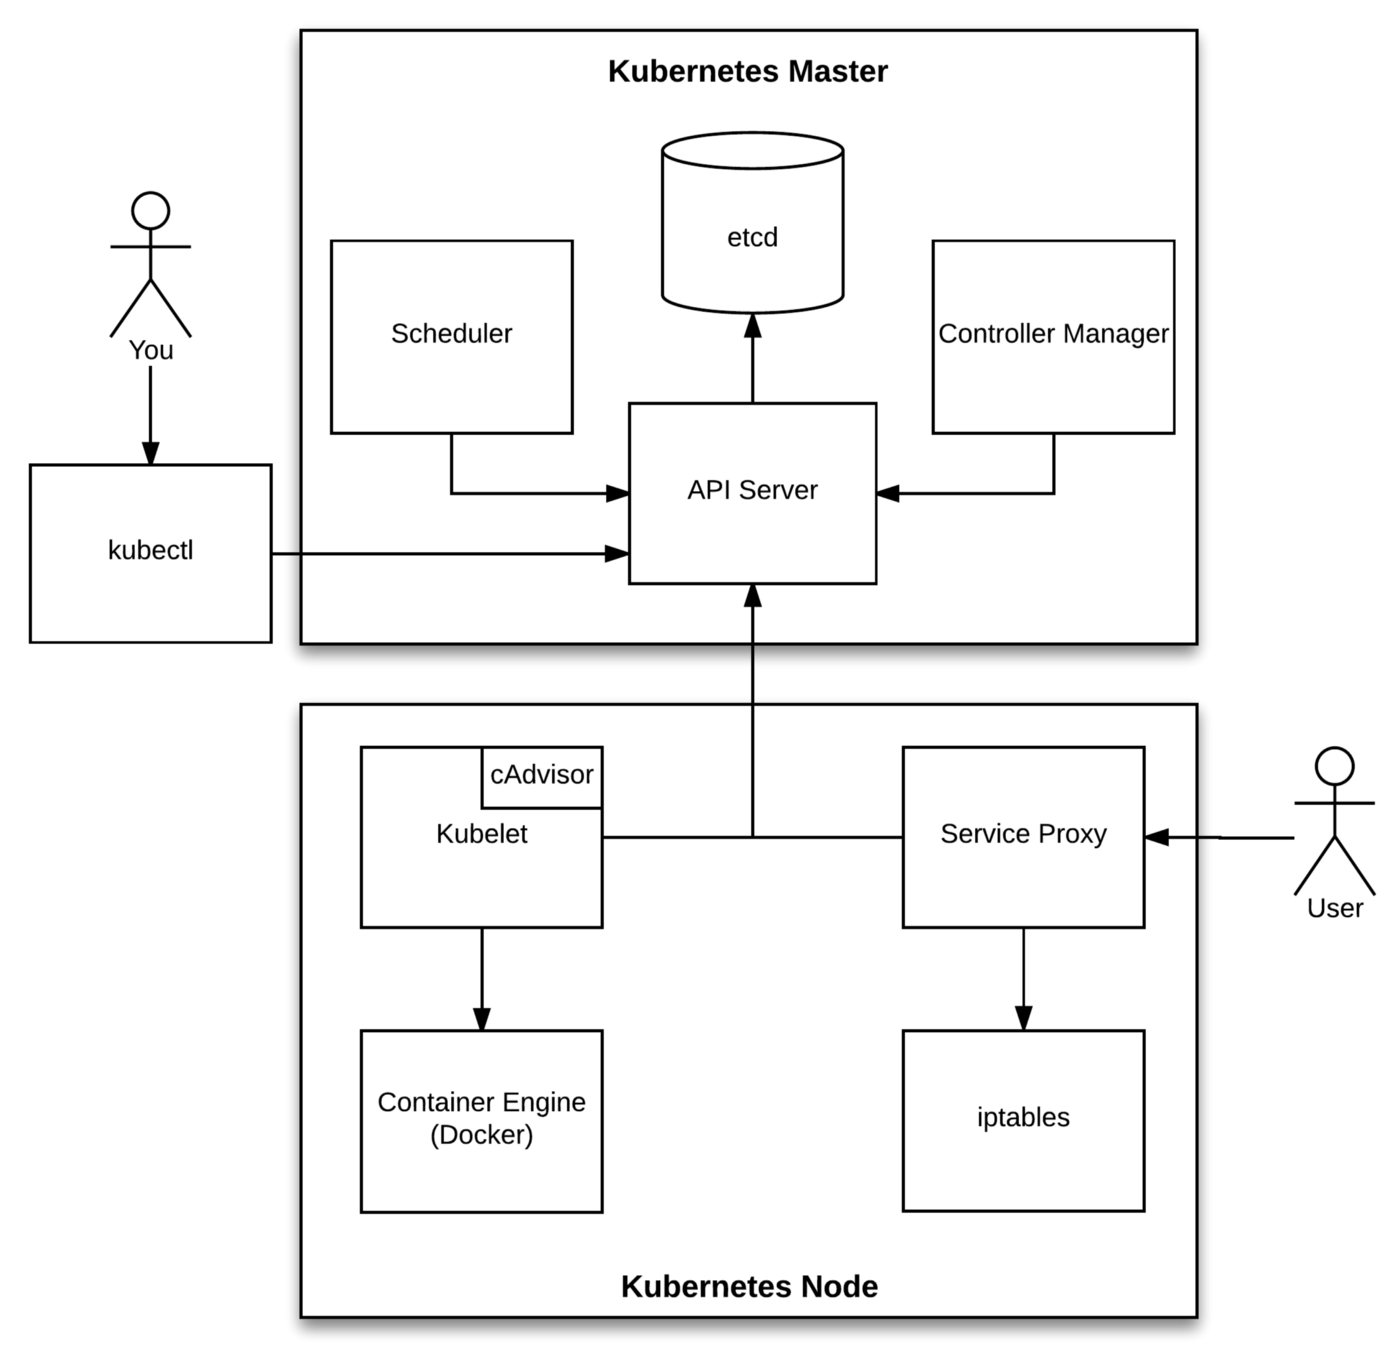 Kubernetes Master
etcd
Scheduler
Controller Manager
You
API Server
kubectl
cAdvisor
Kubelet
Service Proxy
User
Container Engine
(Docker)
iptables
Kubernetes Node